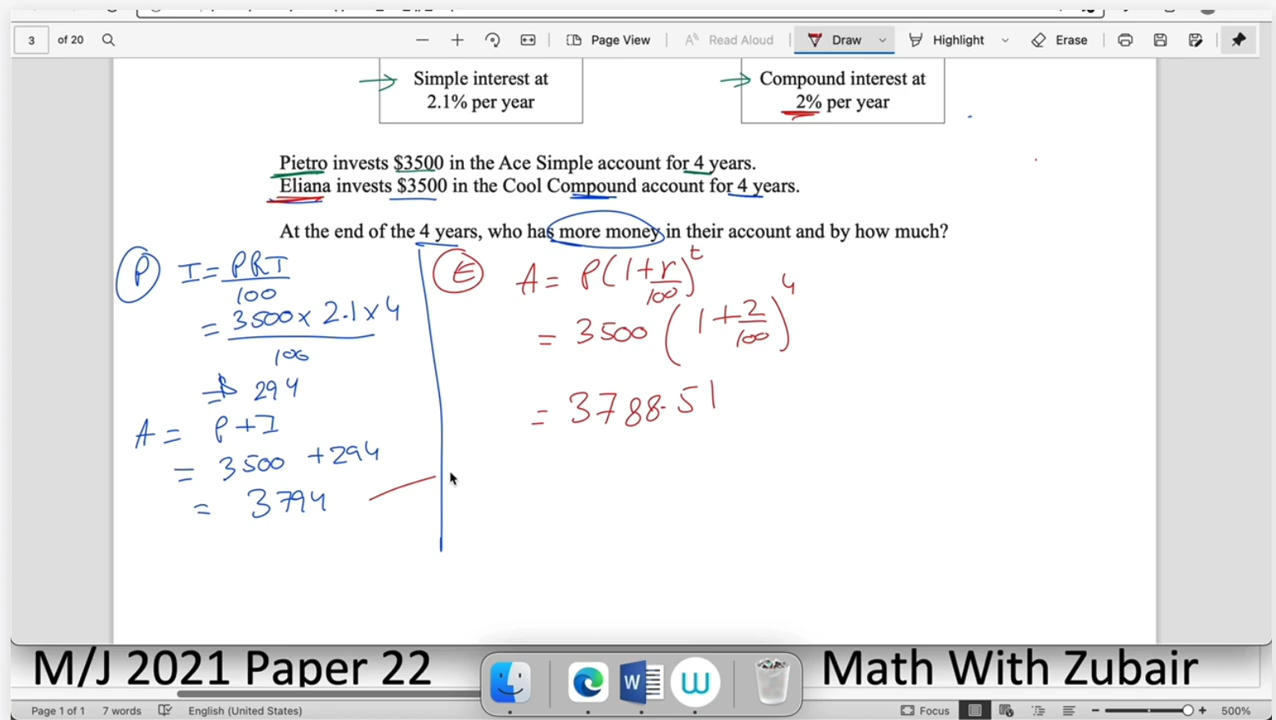 3 of 20 Page View Read Aloud Draw Highlight Erase
Simple interest at
2.1% per year
Compound interest at
2% per year
Pietro invests $3500 in the Ace Simple account for 4 years.
Eliana invests $3500 in the Cool Compound account for 4 years.
At the end of the 4 years, who has more money in their account and by how much?
P
I = PRT
100
= 3500 x 2.1 x 4
100
= $ 294
A = P+I
= 3500 + 294
= 3794
E
A = P(1+r/100)^t
= 3500 (1+2/100)^4
= 3788.51
M/J 2021 Paper 22
Math With Zubair
Page 1 of 1 7 words English (United States) Focus 500%